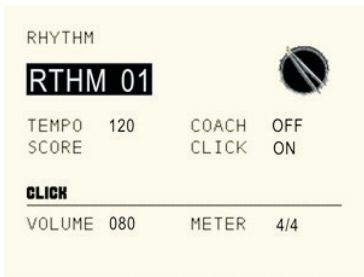 RHYTHM
RTHM 01
TEMPO 120 COACH OFF
SCORE CLICK ON
CLICK
VOLUME 080 METER 4/4